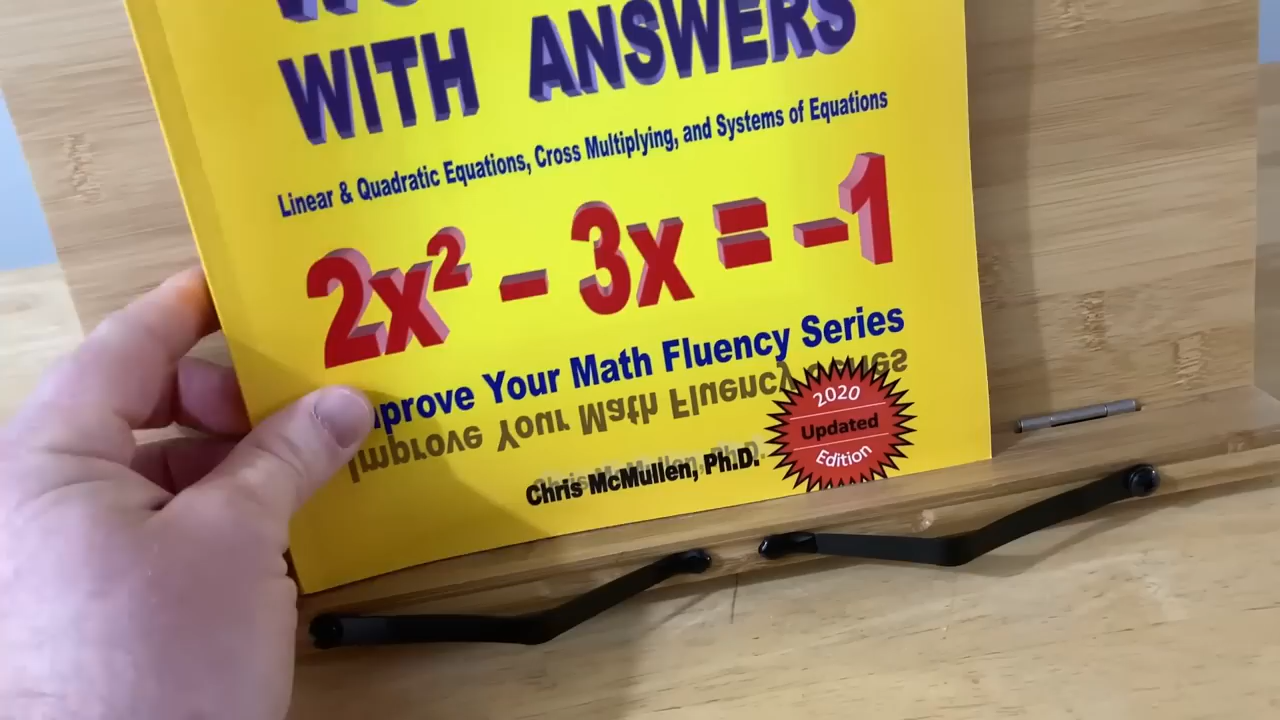 WITH ANSWERS
Linear & Quadratic Equations, Cross Multiplying, and Systems of Equations
2x² - 3x = -1
Improve Your Math Fluency Series
Chris McMullen, Ph.D.
2020
Updated
Edition